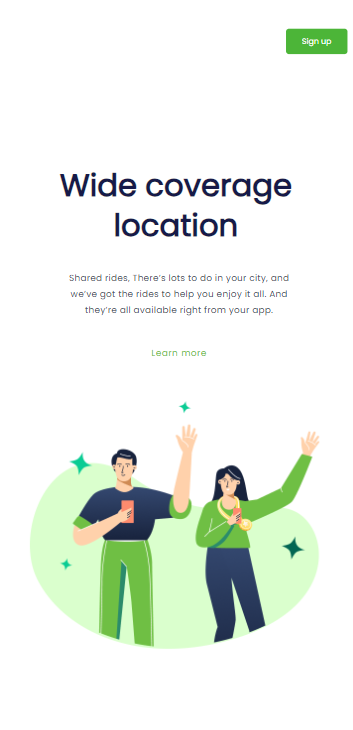 Sign up
Wide coverage
location
Shared rides, There's lots to do in your city, and
we've got the rides to help you enjoy it all. And
they're all available right from your app.
Learn more